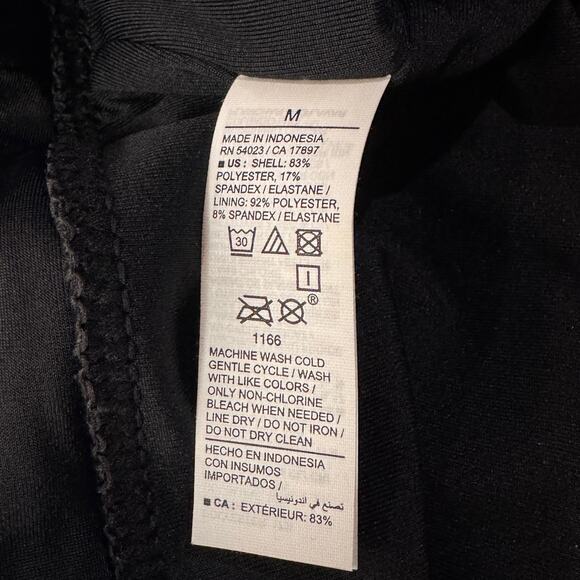 M
MADE IN INDONESIA
RN 54023 / CA 17897
■ US : SHELL: 83%
POLYESTER, 17%
SPANDEX / ELASTANE /
LINING: 92% POLYESTER,
8% SPANDEX / ELASTANE
30
®
1166
MACHINE WASH COLD
GENTLE CYCLE / WASH
WITH LIKE COLORS /
ONLY NON-CHLORINE
BLEACH WHEN NEEDED /
LINE DRY / DO NOT IRON /
DO NOT DRY CLEAN
HECHO EN INDONESIA
CON INSUMOS
IMPORTADOS /
تصنع في اندونيسيا
■ CA : EXTÉRIEUR: 83%